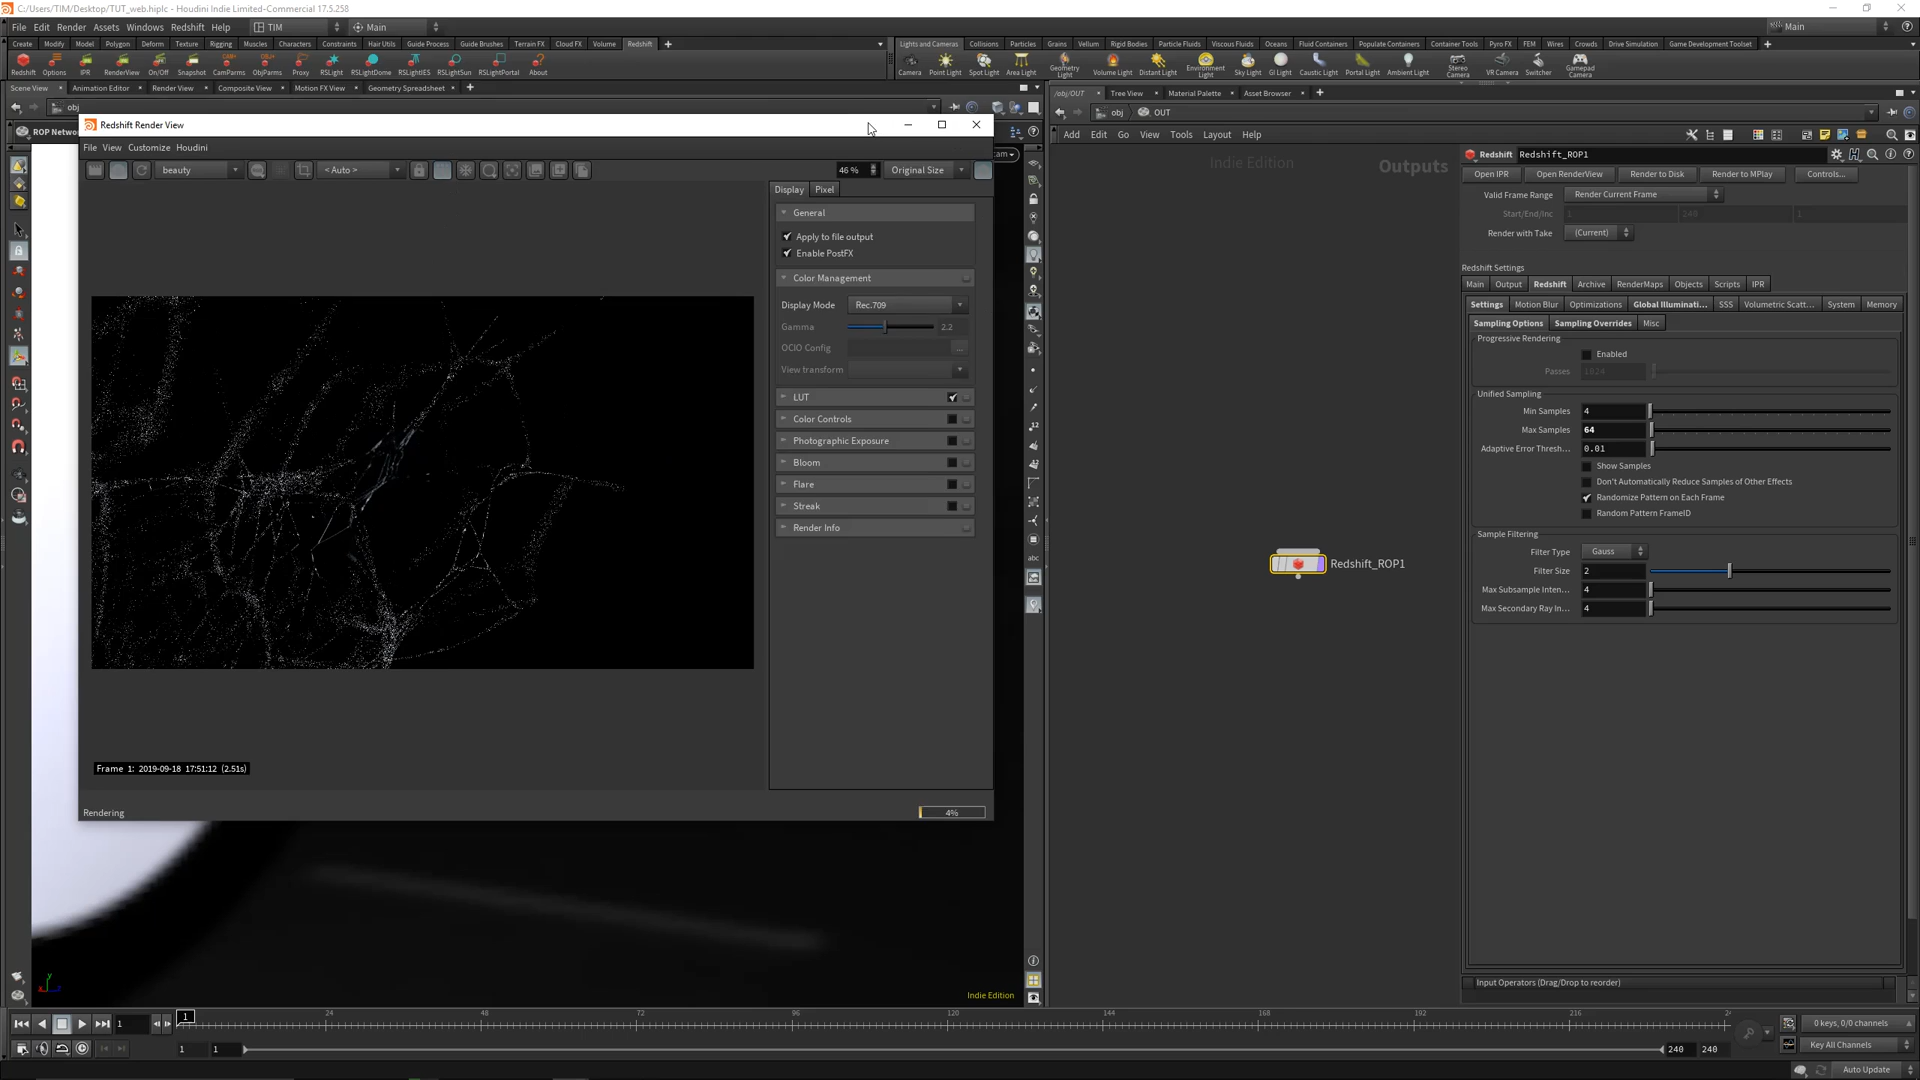 C:/Users/TIM/Desktop/TUT_web.hiplc - Houdini Indie Limited-Commercial 17.5.258
File Edit Render Assets Windows Redshift Help TIM Main Main
Create Modify Model Polygon Deform Texture Rigging Muscles Characters Constraints Hair Utils Guide Process Guide Brushes Terrain FX Cloud FX Volume Redshift
Lights and Cameras Collisions Particles Grains Vellum Rigid Bodies Particle Fluids Viscous Fluids Oceans Fluid Containers Populate Containers Container Tools Pyro FX FEM Wires Crowds Drive Simulation Game Development Toolset
Redshift Options IPR RenderView On/Off Snapshot CamParms ObjParms Proxy RSLight RSLightDome RSLightIES RSLightSun RSLightPortal About
Camera Point Light Spot Light Area Light Geometry Light Volume Light Distant Light Environment Light Sky Light GI Light Caustic Light Portal Light Ambient Light Stereo Camera VR Camera Switcher Gamepad Camera
Scene View Animation Editor Render View Composite View Motion FX View Geometry Spreadsheet
/obj/OUT Tree View Material Palette Asset Browser
obj
obj OUT
ROP Netwo
Redshift Render View
File View Customize Houdini
beauty < Auto > 46 % Original Size
Display Pixel
General
Apply to file output
Enable PostFX
Color Management
Display Mode Rec.709
Gamma 2.2
OCIO Config ...
View transform
LUT
Color Controls
Photographic Exposure
Bloom
Flare
Streak
Render Info
Frame 1: 2019-09-18 17:51:12 (2.51s)
Rendering 4%
Indie Edition
Add Edit Go View Tools Layout Help
Indie Edition Outputs
Redshift_ROP1
Redshift Redshift_ROP1
Open IPR Open RenderView Render to Disk Render to MPlay Controls...
Valid Frame Range Render Current Frame
Start/End/Inc 1 240 1
Render with Take (Current)
Redshift Settings
Main Output Redshift Archive RenderMaps Objects Scripts IPR
Settings Motion Blur Optimizations Global Illuminati... SSS Volumetric Scatt... System Memory
Sampling Options Sampling Overrides Misc
Progressive Rendering
Enabled
Passes 1024
Unified Sampling
Min Samples 4
Max Samples 64
Adaptive Error Thresh... 0.01
Show Samples
Don't Automatically Reduce Samples of Other Effects
Randomize Pattern on Each Frame
Random Pattern FrameID
Sample Filtering
Filter Type Gauss
Filter Size 2
Max Subsample Inten... 4
Max Secondary Ray In... 4
Input Operators (Drag/Drop to reorder)
1 1 24 48 72 96 120 144 168 192 216
0 keys, 0/0 channels
1 1 240 240
Key All Channels
Auto Update